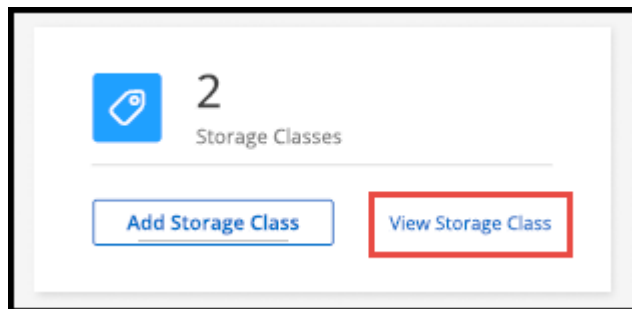 2
Storage Classes
Add Storage Class
View Storage Class